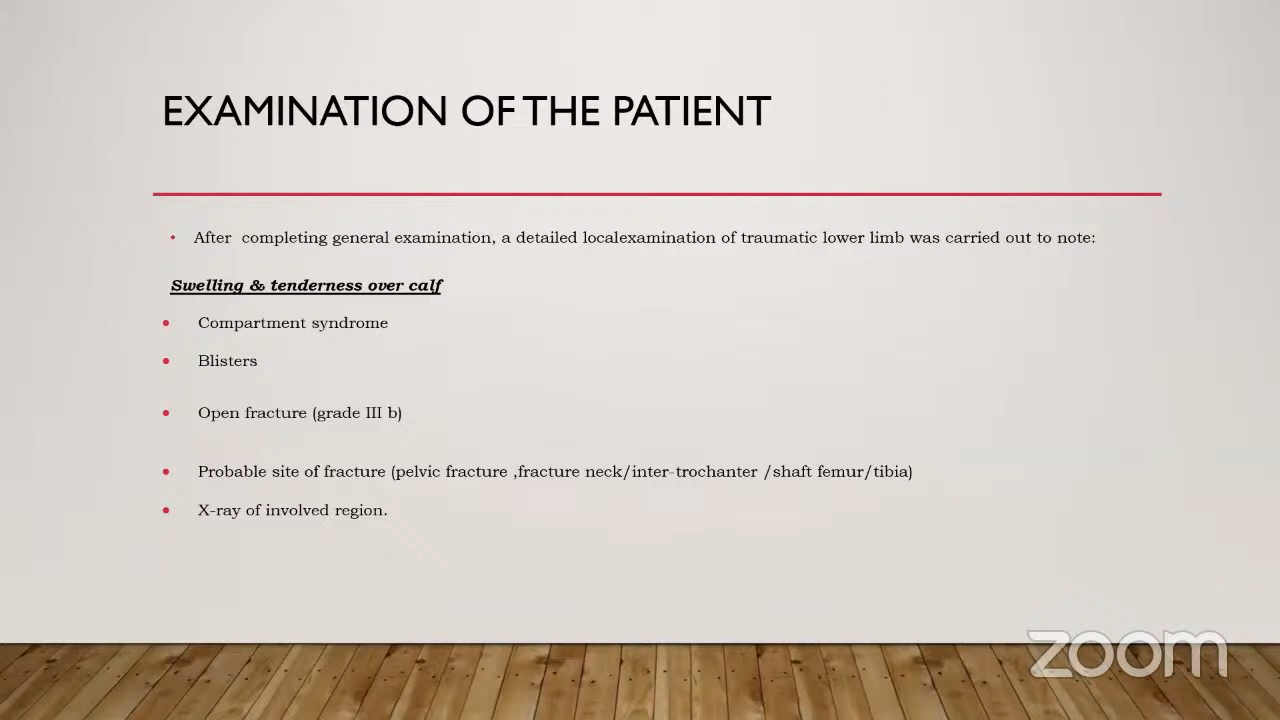 EXAMINATION OF THE PATIENT
• After completing general examination, a detailed localexamination of traumatic lower limb was carried out to note:
Swelling & tenderness over calf
• Compartment syndrome
• Blisters
• Open fracture (grade III b)
• Probable site of fracture (pelvic fracture ,fracture neck/inter-trochanter /shaft femur/tibia)
• X-ray of involved region.
zoom